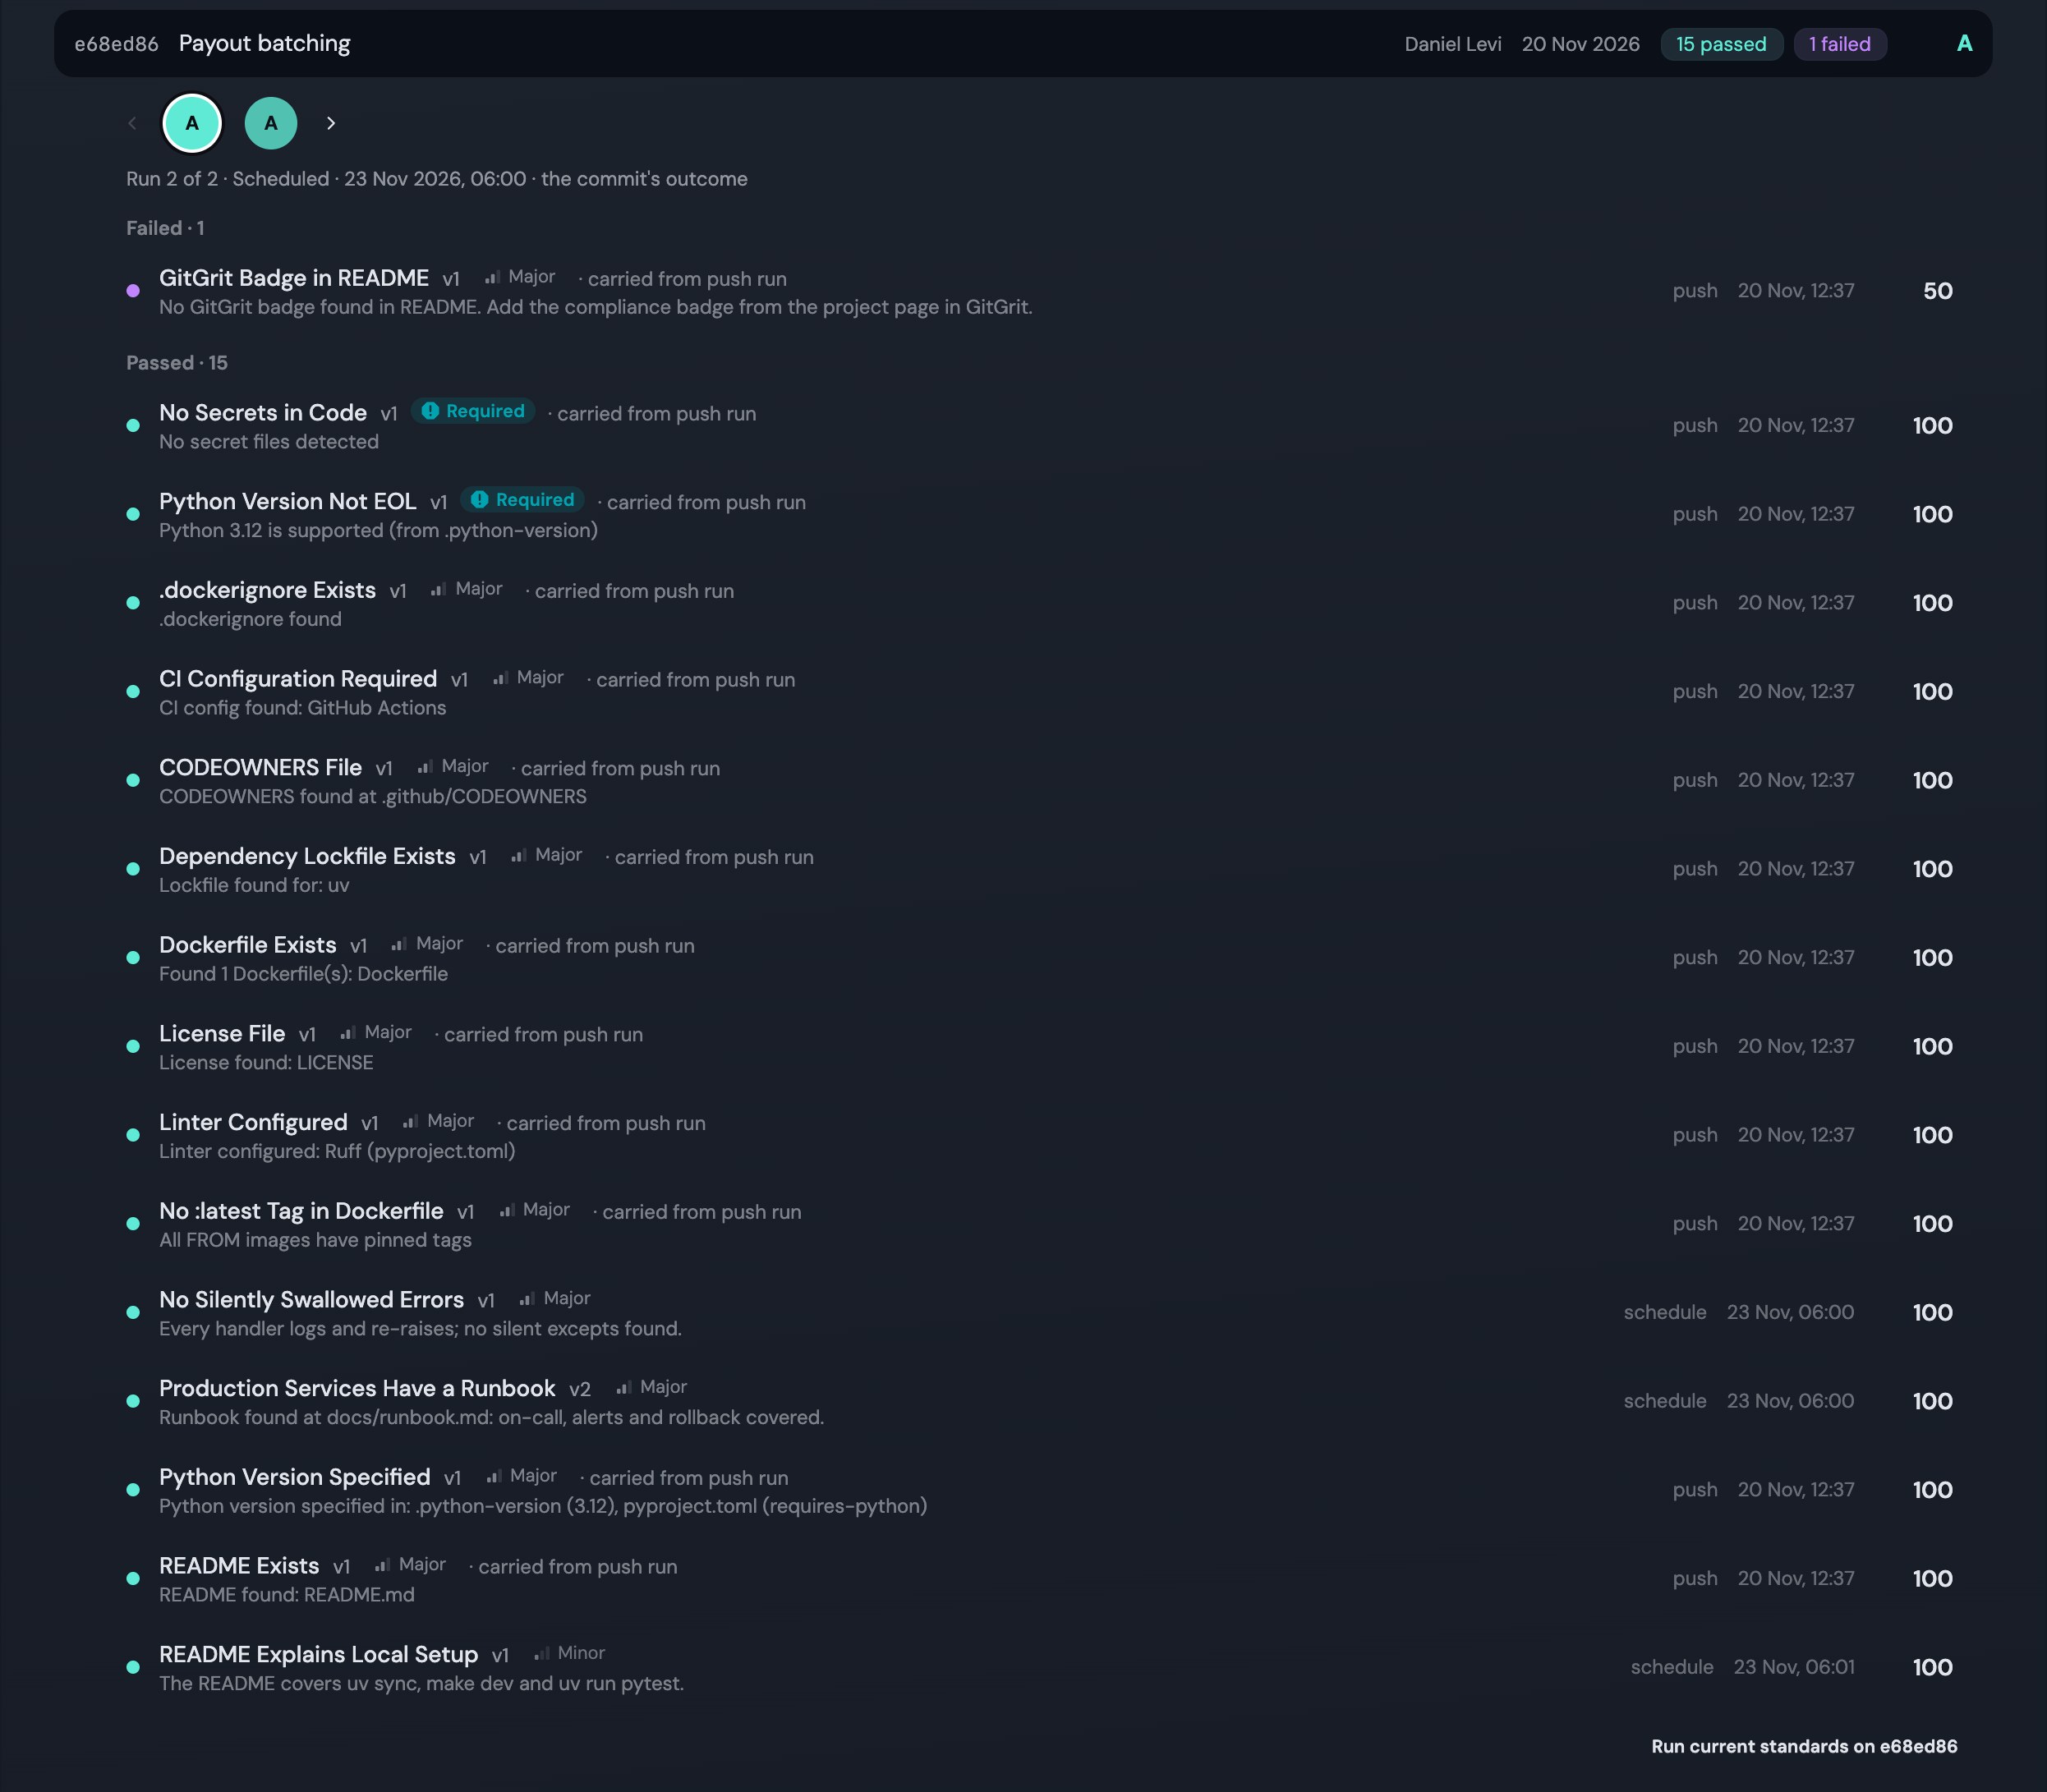 e68ed86 Payout batching Daniel Levi 20 Nov 2026 15 passed 1 failed A
A A
Run 2 of 2 · Scheduled · 23 Nov 2026, 06:00 · the commit's outcome
Failed · 1
GitGrit Badge in README v1 Major · carried from push run push 20 Nov, 12:37 50
No GitGrit badge found in README. Add the compliance badge from the project page in GitGrit.
Passed · 15
No Secrets in Code v1 Required · carried from push run push 20 Nov, 12:37 100
No secret files detected
Python Version Not EOL v1 Required · carried from push run push 20 Nov, 12:37 100
Python 3.12 is supported (from .python-version)
.dockerignore Exists v1 Major · carried from push run push 20 Nov, 12:37 100
.dockerignore found
CI Configuration Required v1 Major · carried from push run push 20 Nov, 12:37 100
CI config found: GitHub Actions
CODEOWNERS File v1 Major · carried from push run push 20 Nov, 12:37 100
CODEOWNERS found at .github/CODEOWNERS
Dependency Lockfile Exists v1 Major · carried from push run push 20 Nov, 12:37 100
Lockfile found for: uv
Dockerfile Exists v1 Major · carried from push run push 20 Nov, 12:37 100
Found 1 Dockerfile(s): Dockerfile
License File v1 Major · carried from push run push 20 Nov, 12:37 100
License found: LICENSE
Linter Configured v1 Major · carried from push run push 20 Nov, 12:37 100
Linter configured: Ruff (pyproject.toml)
No :latest Tag in Dockerfile v1 Major · carried from push run push 20 Nov, 12:37 100
All FROM images have pinned tags
No Silently Swallowed Errors v1 Major schedule 23 Nov, 06:00 100
Every handler logs and re-raises; no silent excepts found.
Production Services Have a Runbook v2 Major schedule 23 Nov, 06:00 100
Runbook found at docs/runbook.md: on-call, alerts and rollback covered.
Python Version Specified v1 Major · carried from push run push 20 Nov, 12:37 100
Python version specified in: .python-version (3.12), pyproject.toml (requires-python)
README Exists v1 Major · carried from push run push 20 Nov, 12:37 100
README found: README.md
README Explains Local Setup v1 Minor schedule 23 Nov, 06:01 100
The README covers uv sync, make dev and uv run pytest.
Run current standards on e68ed86